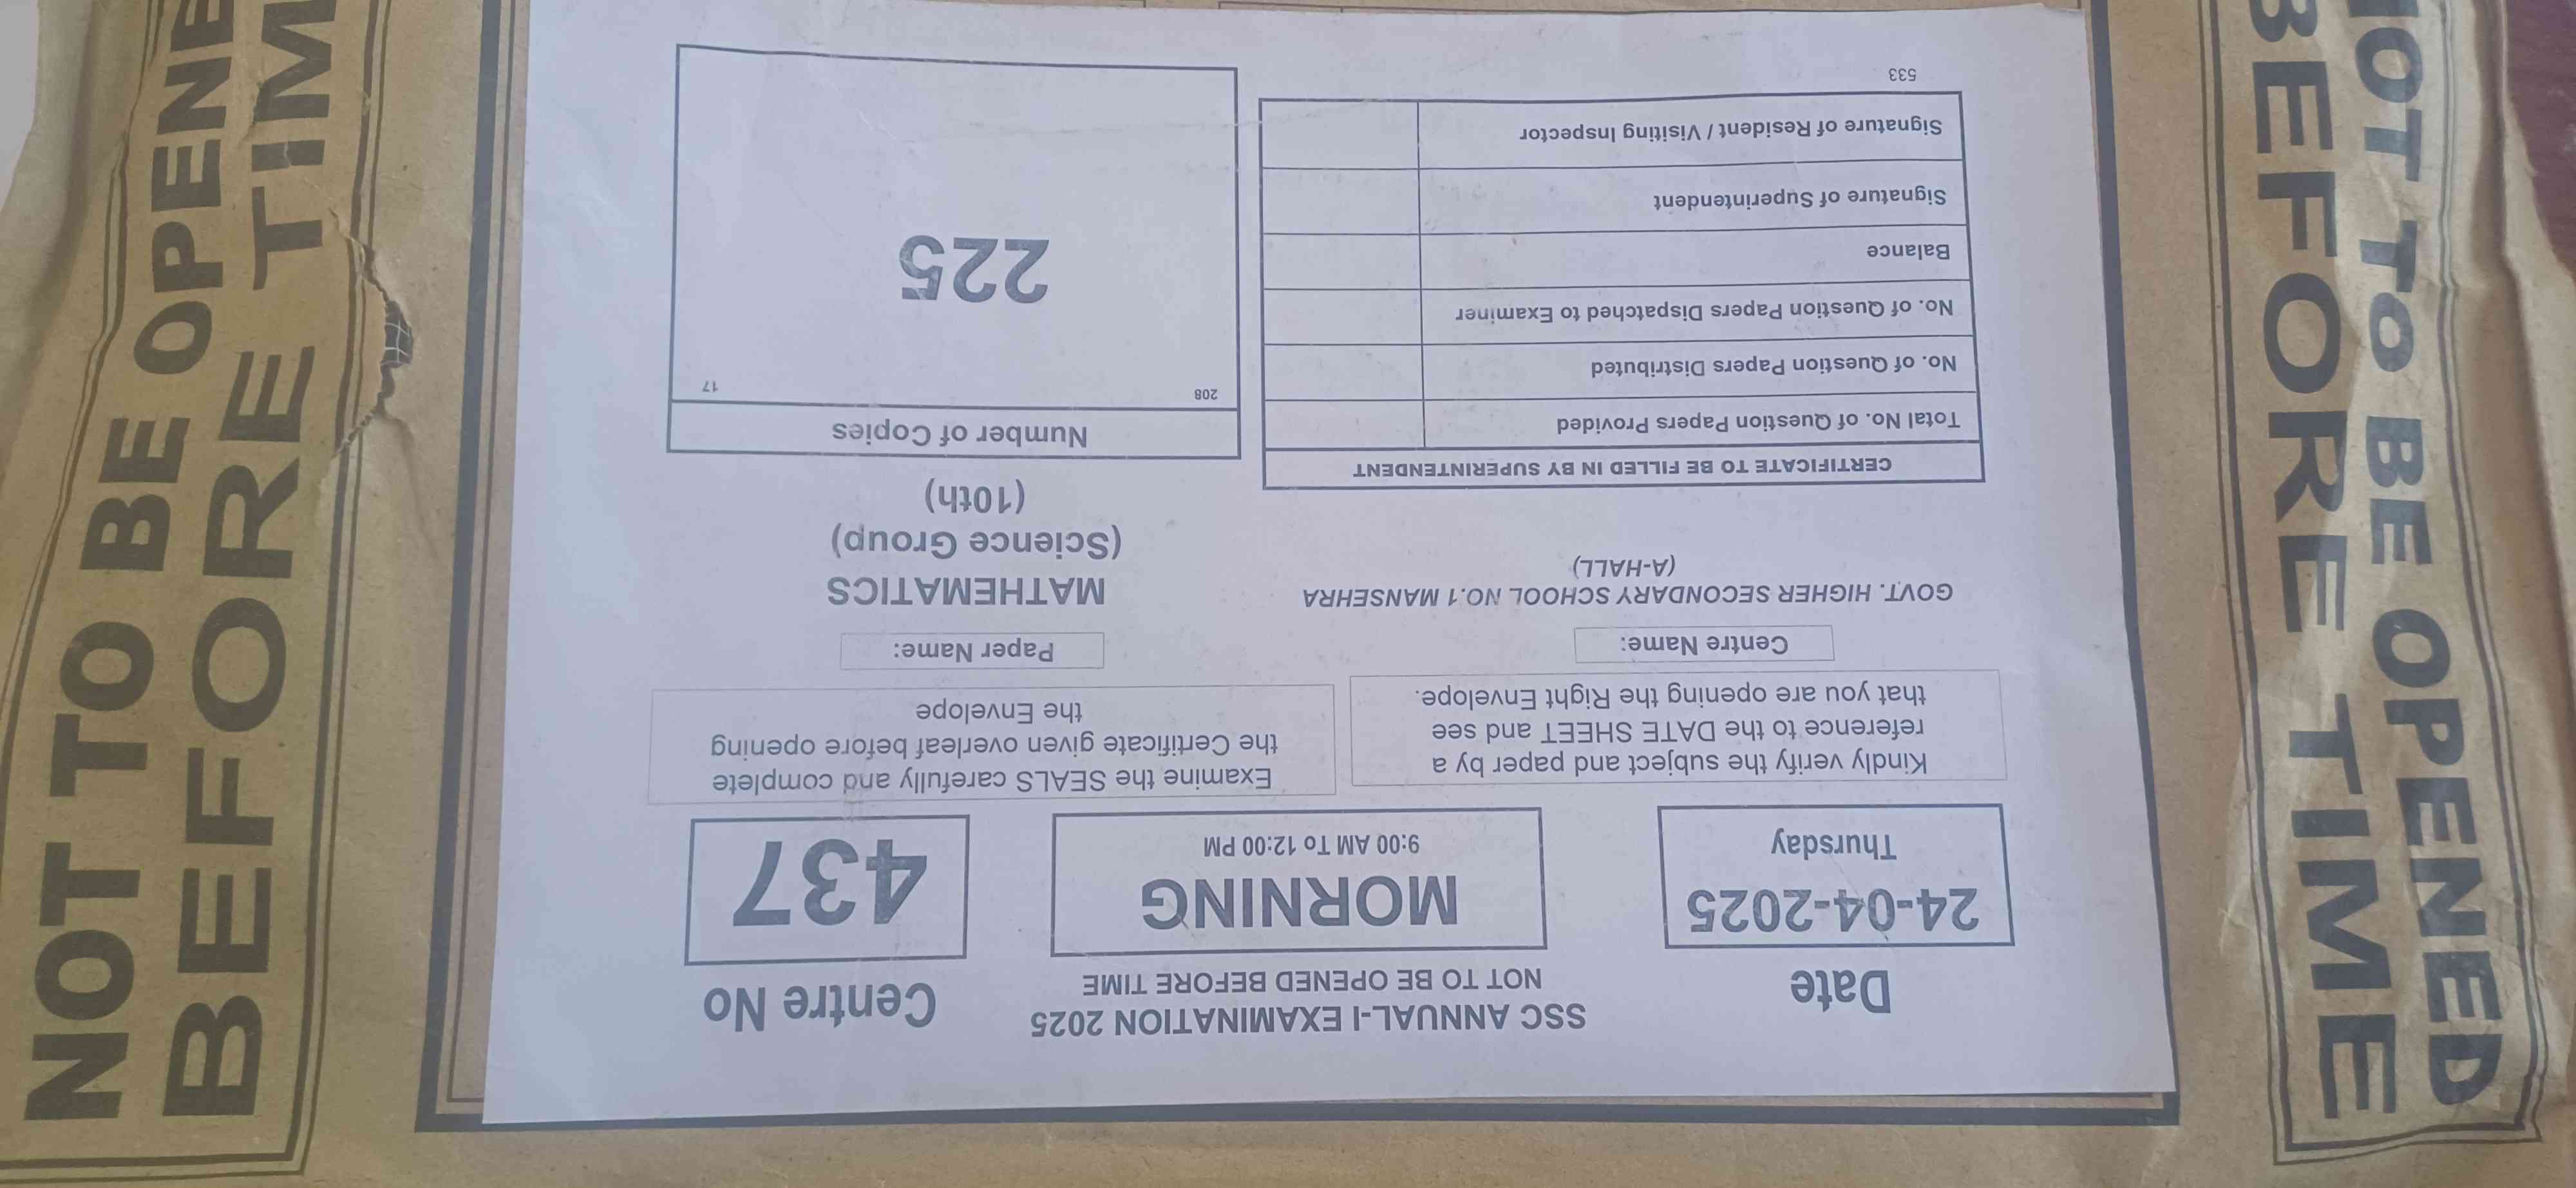 SSC ANNUAL-I EXAMINATION 2025
NOT TO BE OPENED BEFORE TIME
Date
24-04-2025
Thursday
MORNING
9:00 AM To 12:00 PM
Centre No
437
Kindly verify the subject and paper by a
reference to the DATE SHEET and see
that you are opening the Right Envelope.
Examine the SEALS carefully and complete
the Certificate given overleaf before opening
the Envelope
Centre Name:
GOVT. HIGHER SECONDARY SCHOOL NO.1 MANSEHRA
(A-HALL)
Paper Name:
MATHEMATICS
(Science Group)
(10th)
CERTIFICATE TO BE FILLED IN BY SUPERINTENDENT
Total No. of Question Papers Provided
No. of Question Papers Distributed
No. of Question Papers Dispatched to Examiner
Balance
Signature of Superintendent
Signature of Resident / Visiting Inspector
533
Number of Copies
208 17
225
NOT TO BE OPENED
BEFORE TIME
NOT TO BE OPENE
BEFORE TIM